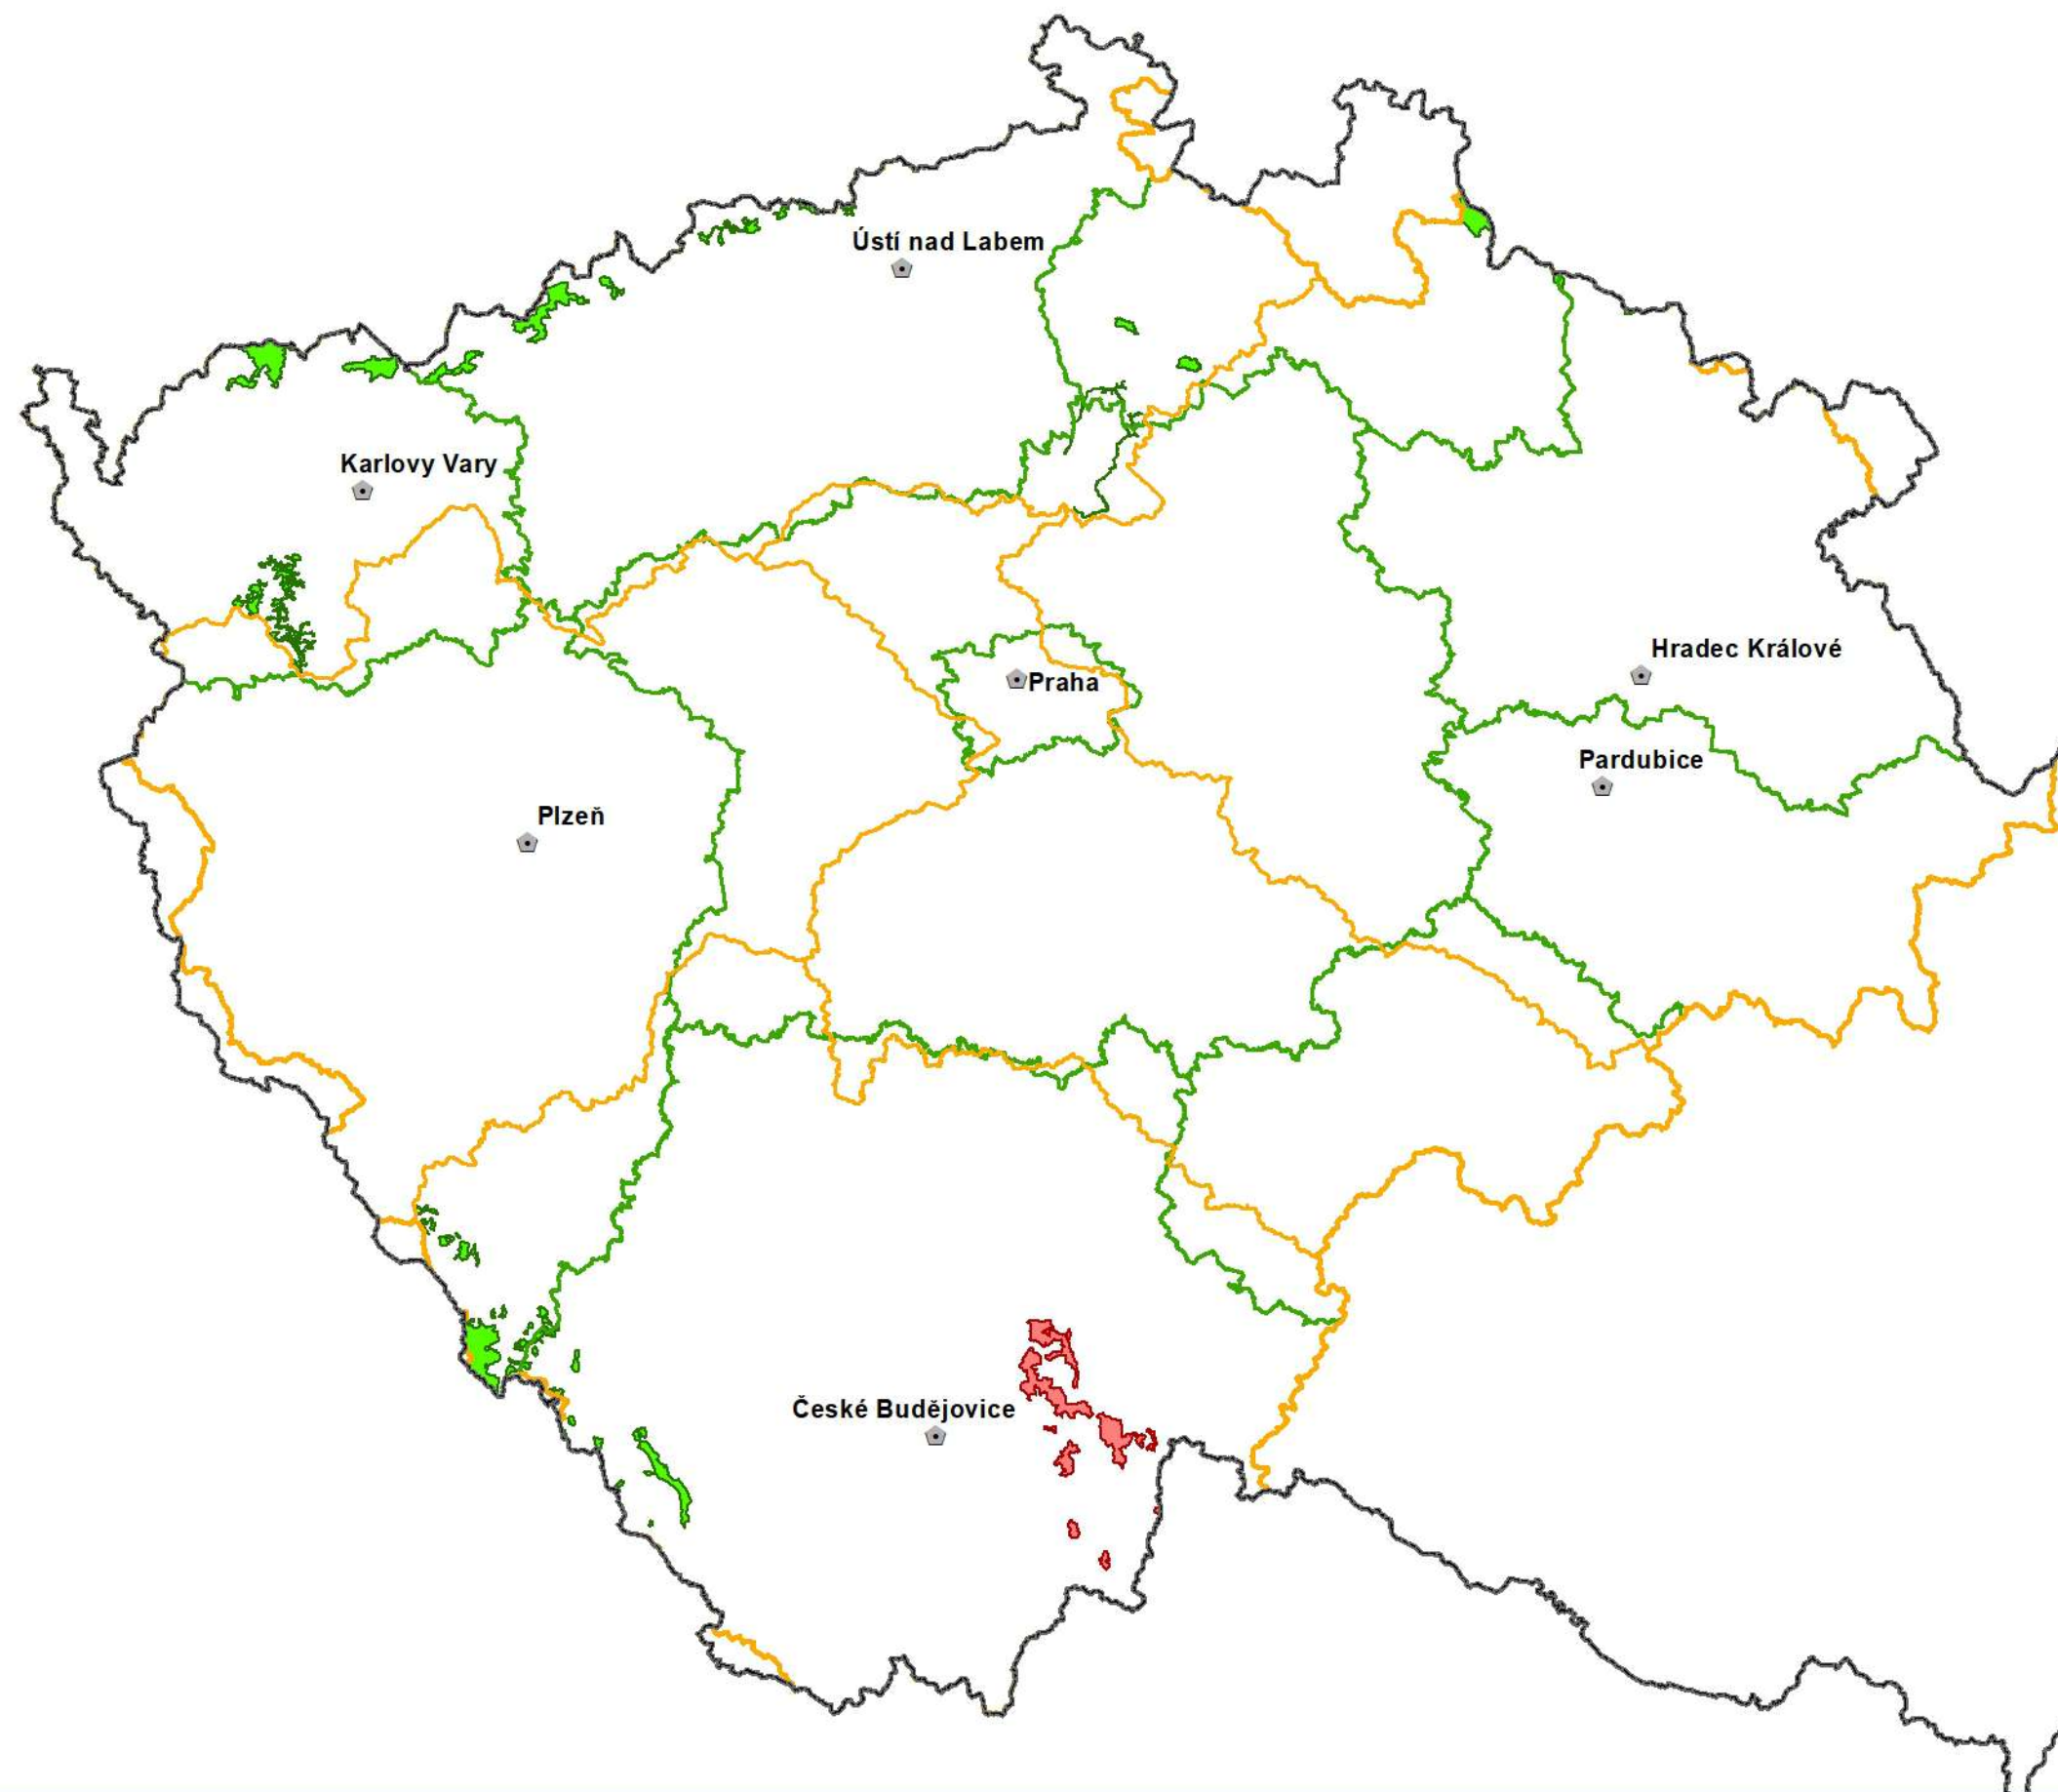 Ústí nad Labem
Karlovy Vary
Hradec Králové
Praha
Pardubice
Plzeň
České Budějovice